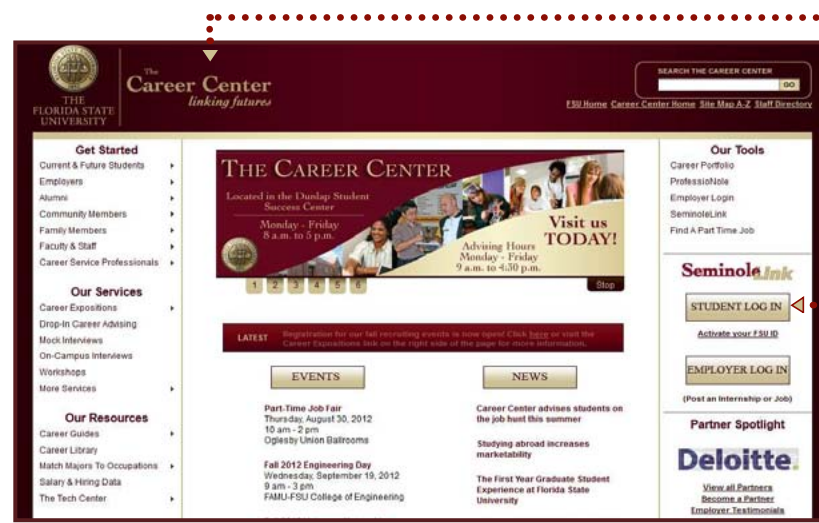 THE
FLORIDA STATE
UNIVERSITY
The
Career Center
linking futures
SEARCH THE CAREER CENTER
GO
FSU Home Career Center Home Site Map A-Z Staff Directory
Get Started
Current & Future Students
Employers
Alumni
Community Members
Family Members
Faculty & Staff
Career Service Professionals
Our Services
Career Expositions
Drop-In Career Advising
Mock Interviews
On-Campus Interviews
Workshops
More Services
Our Resources
Career Guides
Career Library
Match Majors To Occupations
Salary & Hiring Data
The Tech Center
THE CAREER CENTER
Located in the Dunlap Student
Success Center
Monday - Friday
8 a.m. to 5 p.m.
Advising Hours
Monday - Friday
9 a.m. to 4:30 p.m.
Visit us
TODAY!
1 2 3 4 5 6
Stop
LATEST
Registration for our fall recruiting events is now open! Click here or visit the
Career Expositions link on the right side of the page for more information.
EVENTS
Part-Time Job Fair
Thursday, August 30, 2012
10 am - 2 pm
Oglesby Union Ballrooms
Fall 2012 Engineering Day
Wednesday, September 19, 2012
9 am - 3 pm
FAMU-FSU College of Engineering
NEWS
Career Center advises students on
the job hunt this summer
Studying abroad increases
marketability
The First Year Graduate Student
Experience at Florida State
University
Our Tools
Career Portfolio
ProfessioNole
Employer Login
SeminoleLink
Find A Part Time Job
SeminoleLink
STUDENT LOG IN
Activate your FSU ID
EMPLOYER LOG IN
(Post an Internship or Job)
Partner Spotlight
Deloitte.
View all Partners
Become a Partner
Employer Testimonials